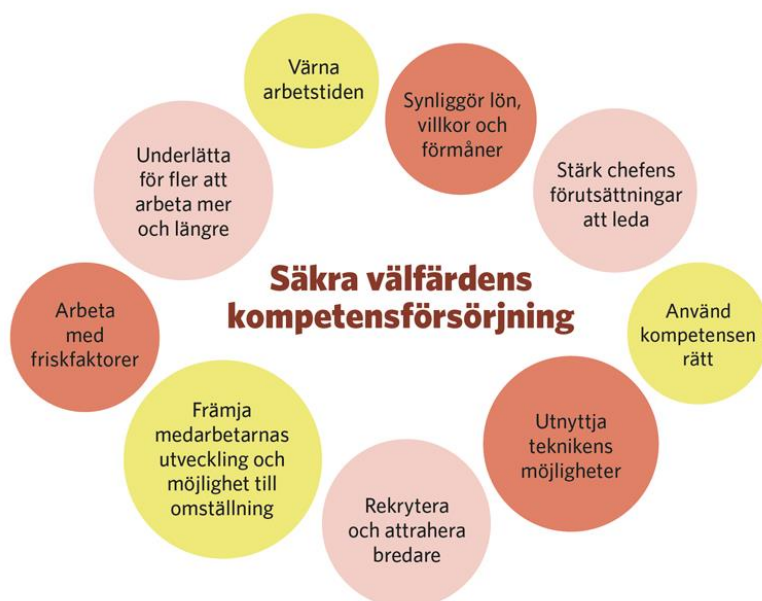 Värna
arbetstiden
Synliggör lön,
villkor och
förmåner
Stärk chefens
förutsättningar
att leda
Använd
kompetensen
rätt
Utnyttja
teknikens
möjligheter
Rekrytera
och attrahera
bredare
Främja
medarbetarnas
utveckling och
möjlighet till
omställning
Arbeta
med
friskfaktorer
Underlätta
för fler att
arbeta mer
och längre
Säkra välfärdens
kompetensförsörjning